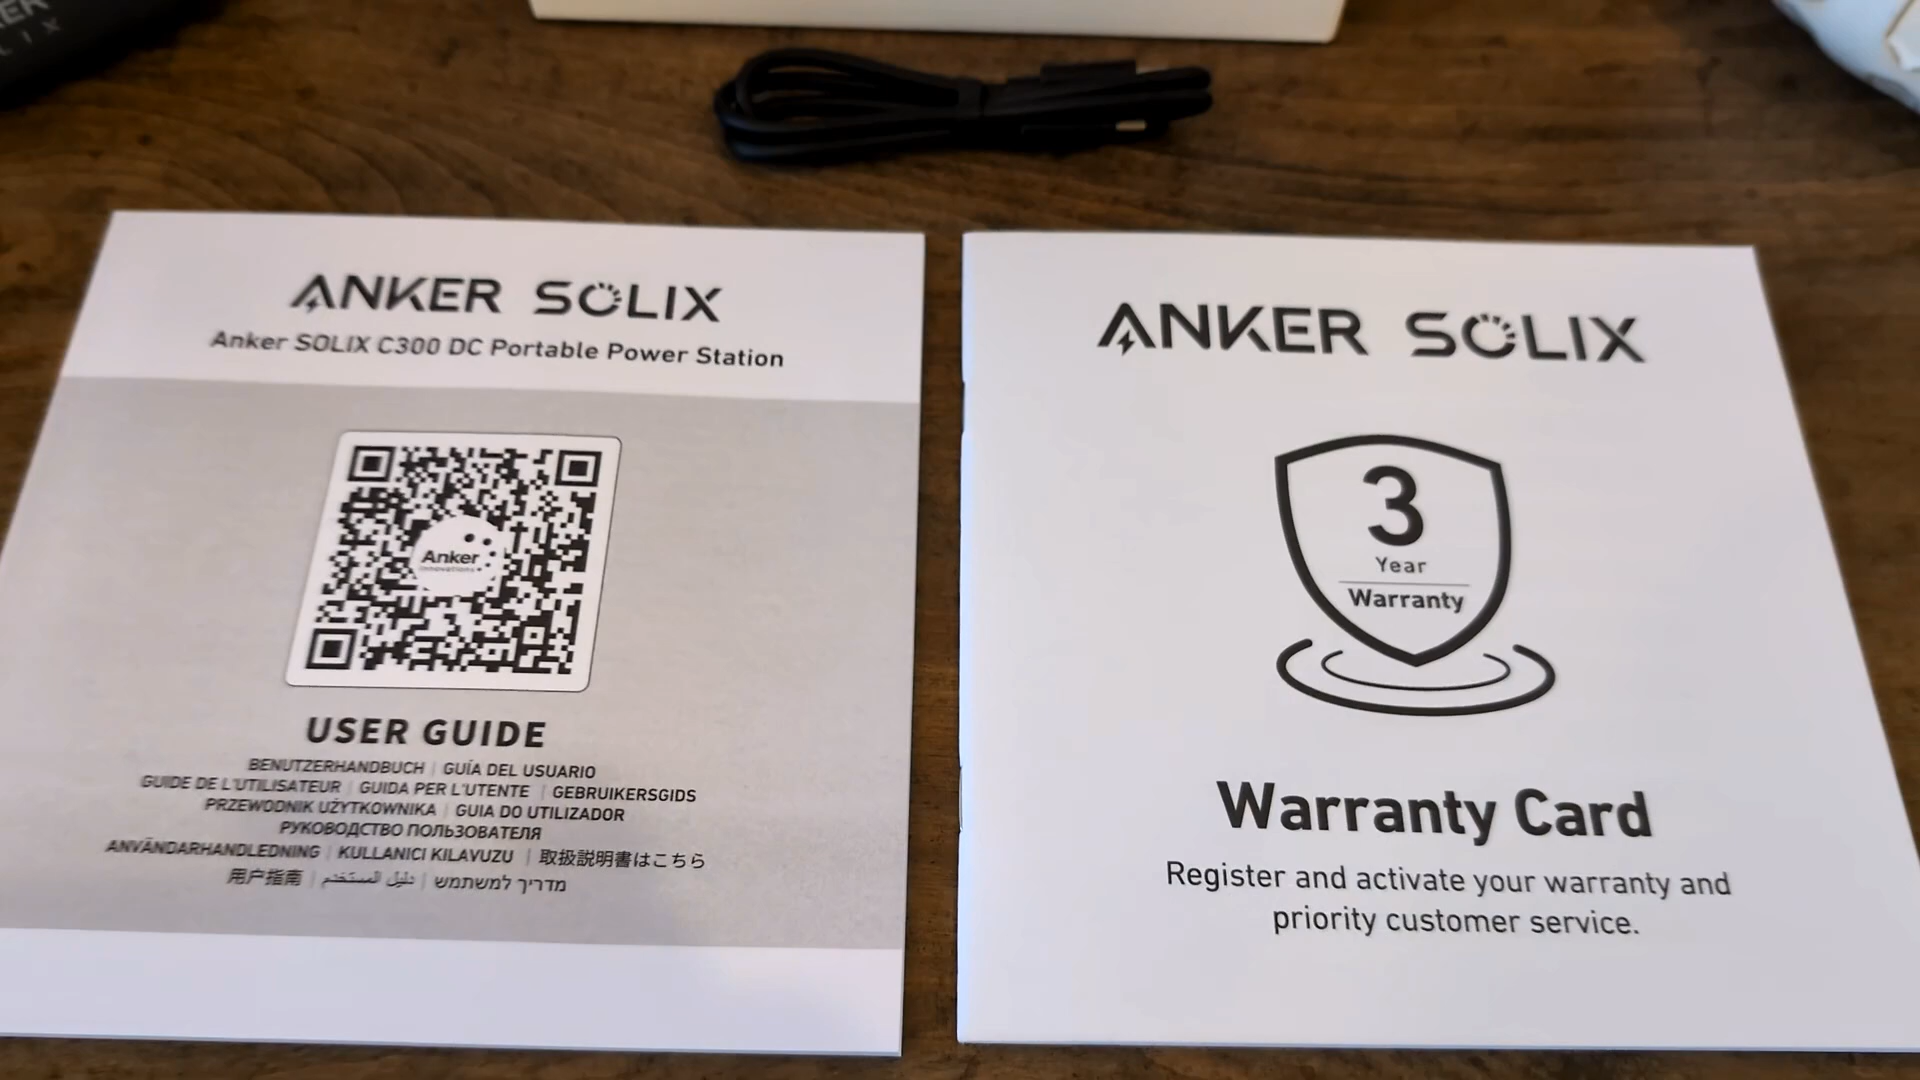 ANKER SOLIX
Anker SOLIX C300 DC Portable Power Station
Anker
Innovations
USER GUIDE
BENUTZERHANDBUCH | GUÍA DEL USUARIO
GUIDE DE L'UTILISATEUR | GUIDA PER L'UTENTE | GEBRUIKERSGIDS
PRZEWODNIK UŻYTKOWNIKA | GUIA DO UTILIZADOR
РУКОВОДСТВО ПОЛЬЗОВАТЕЛЯ
ANVÄNDARHANDLEDNING | KULLANICI KILAVUZU | 取扱説明書はこちら
用户指南 | دليل المستخدم | מדריך למשתמש
ANKER SOLIX
3
Year
Warranty
Warranty Card
Register and activate your warranty and
priority customer service.